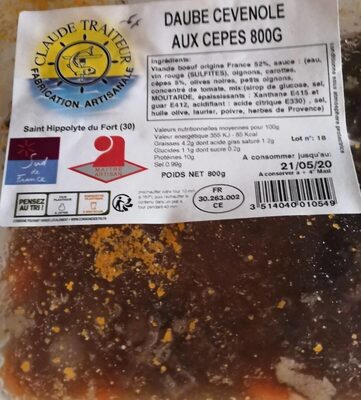 CLAUDE TRAITEUR
FABRICATION ARTISANALE
Saint Hippolyte du Fort (30)
Sud de France
MAITRE ARTISAN
PENSEZ
AU TRI !
DAUBE CEVENOLE
AUX CEPES 800G
Ingrédients:
Viande boeuf origine France 52%, sauce : (eau,
vin rouge (SULFITES), oignons, carottes,
cèpes 5%, olives noires, petits oignons,
concentré de tomate, mix:(sirop de glucose, sel,
MOUTARDE, épaississants : Xanthane E415 et
guar E412, acidifiant : acide citrique E330) , sel,
huile olive, laurier, poivre, herbes de Provence)
Valeurs nutritionnelles moyennes pour 100g
Valeur energétique 355 KJ - 85 Kcal
Graisses 4.2g dont acide gras saturé 1.2g
Glucides 1.1g dont sucre 0.2g
Protéines 10g
Sel 0.99g
Lot n°: 18
POIDS NET 800g
A consommer jusqu'au:
21/05/20
A conserver à + 4° Maxi
FR
30.263.002
CE
3 514040 010549